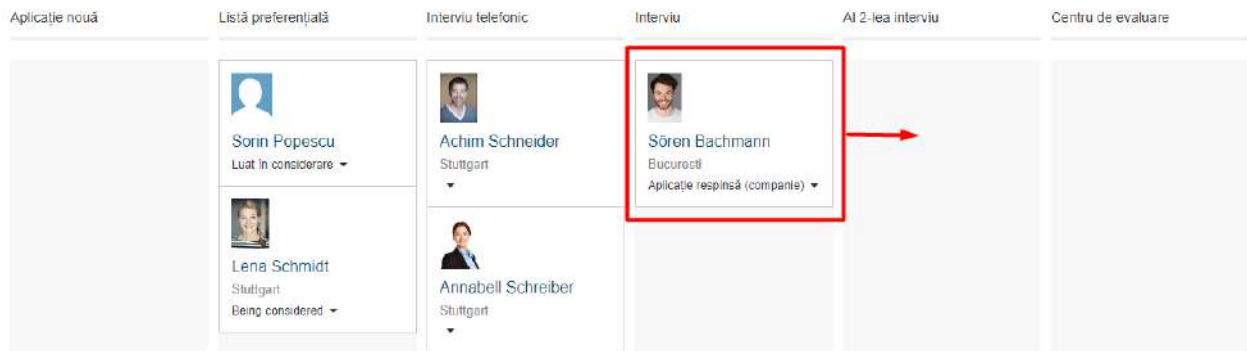 Aplicație nouă
Listă preferențială
Interviu telefonic
Interviu
Al 2-lea interviu
Centru de evaluare
Sorin Popescu
Luat în considerare
Lena Schmidt
Stuttgart
Being considered
Achim Schneider
Stuttgart
Annabell Schreiber
Stuttgart
Sören Bachmann
Bucuresti
Aplicație respinsă (companie)